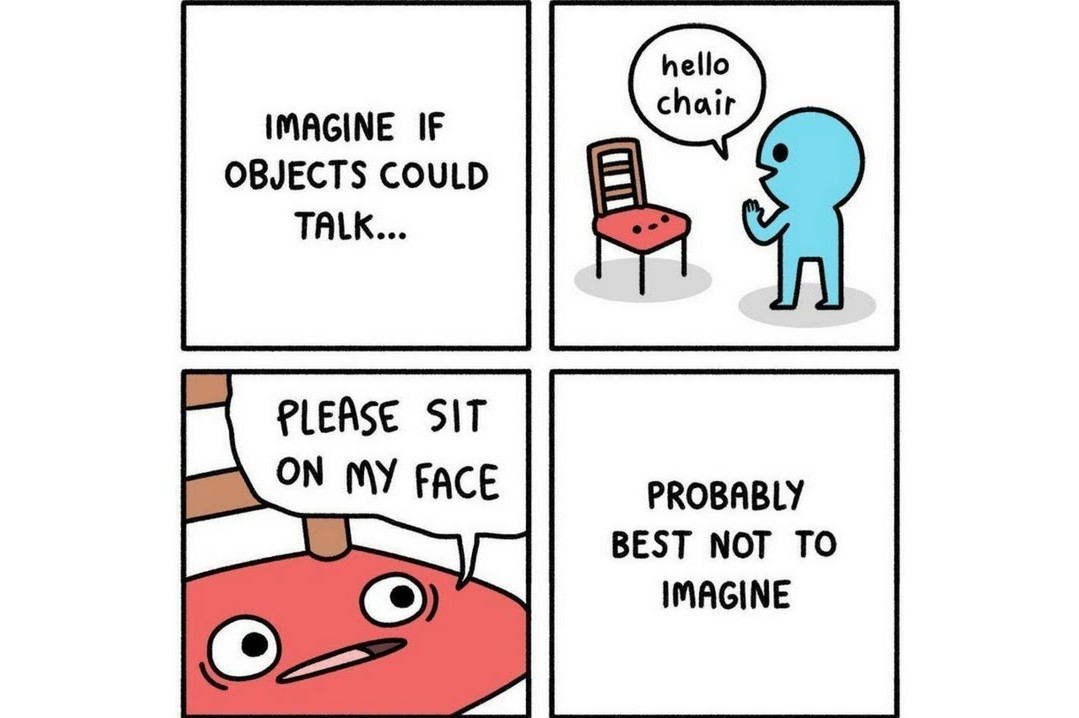 IMAGINE IF
OBJECTS COULD
TALK...
hello
chair
PLEASE SIT
ON MY FACE
PROBABLY
BEST NOT TO
IMAGINE